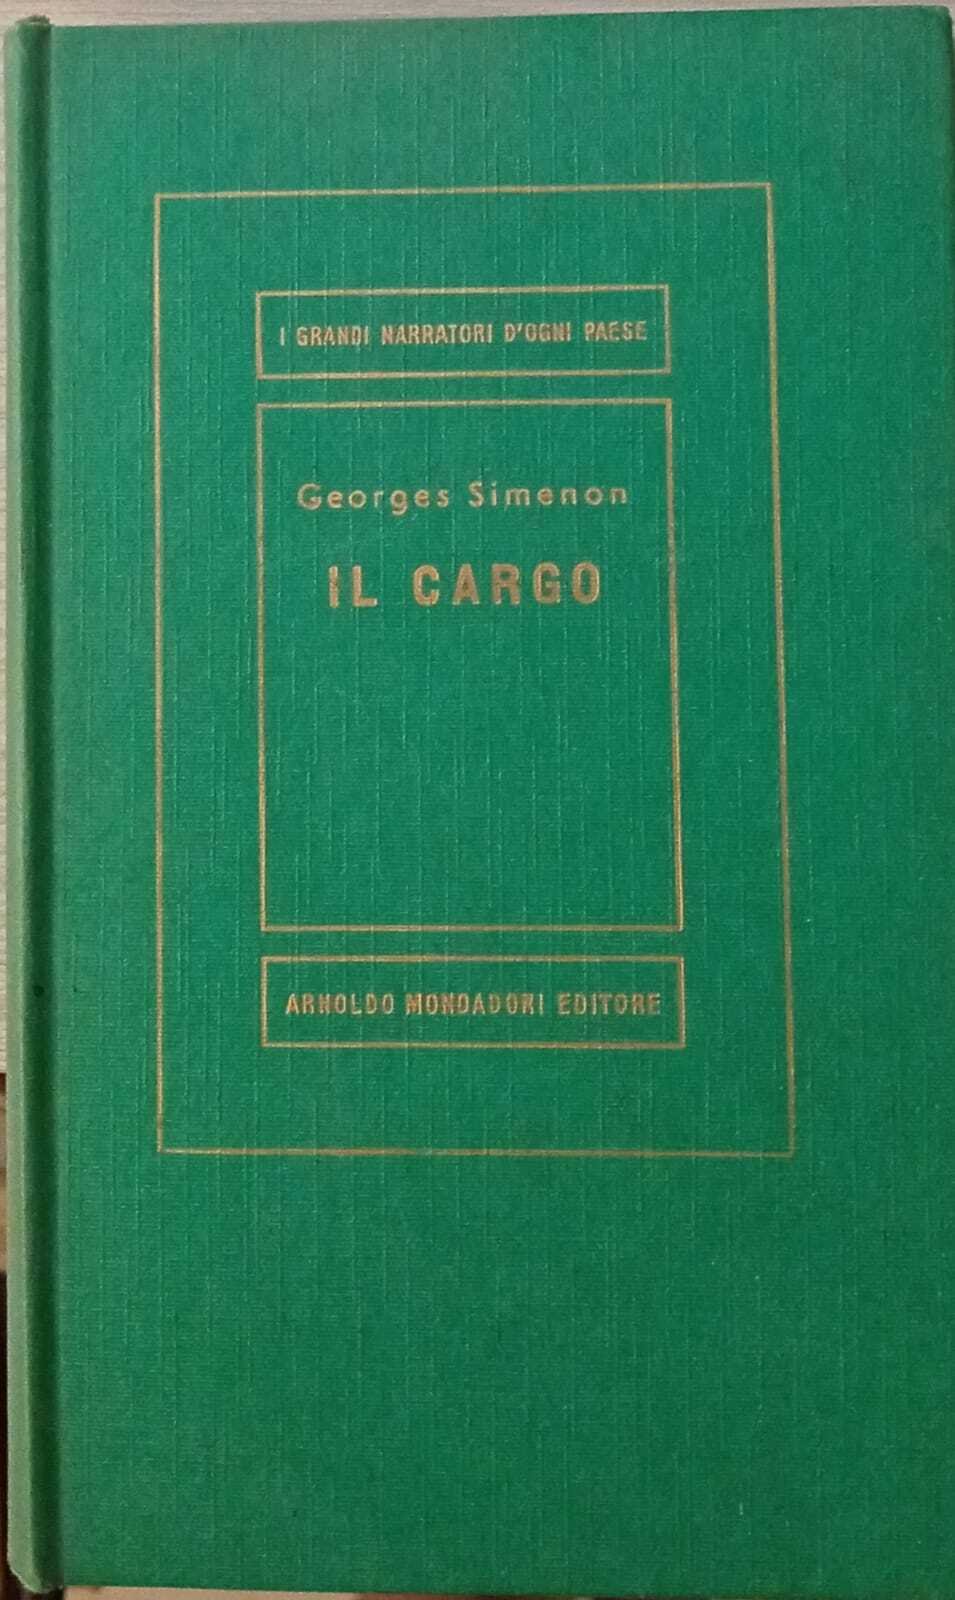 I GRANDI NARRATORI D'OGNI PAESE
Georges Simenon
IL CARGO
ARNOLDO MONDADORI EDITORE